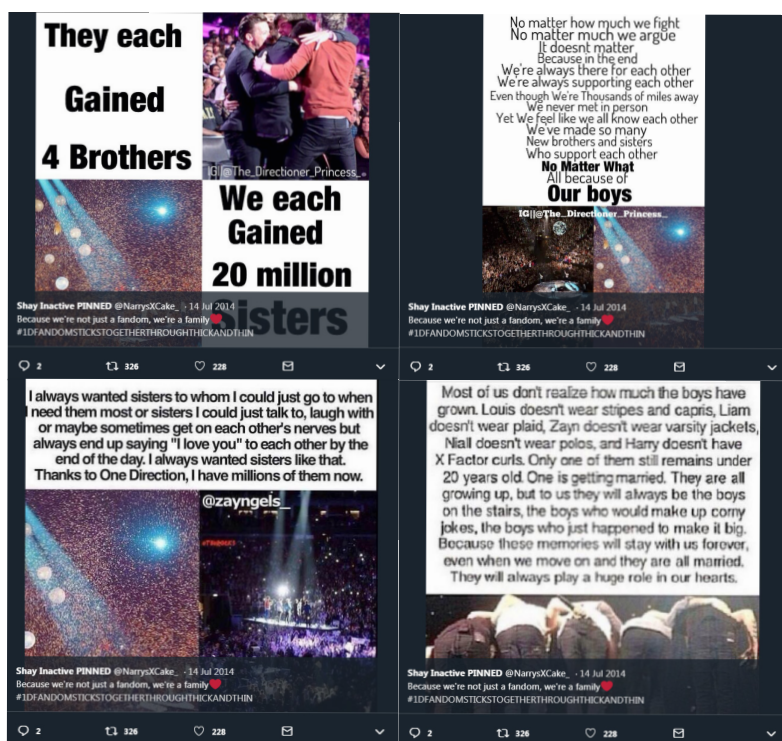 They each
Gained
4 Brothers
IG||@The_Directioner_Princess_
We each
Gained
20 million
sisters
Shay Inactive PINNED @NarrysXCake_ · 14 Jul 2014
Because we're not just a fandom, we're a family❤
#1DFANDOMSTICKSTOGETHERTHROUGHTHICKANDTHIN
2 326 228
No matter how much we fight
No matter much we argue
It doesnt matter
Because in the end
We're always there for each other
We're always supporting each other
Even though We're Thousands of miles away
We never met in person
Yet We feel like we all know each other
We've made so many
New brothers and sisters
Who support each other
No Matter What
All because of
Our boys
IG||@The_Directioner_Princess_
Shay Inactive PINNED @NarrysXCake_ · 14 Jul 2014
Because we're not just a fandom, we're a family❤
#1DFANDOMSTICKSTOGETHERTHROUGHTHICKANDTHIN
2 326 228
I always wanted sisters to whom I could just go to when
I need them most or sisters I could just talk to, laugh with
or maybe sometimes get on each other's nerves but
always end up saying "I love you" to each other by the
end of the day. I always wanted sisters like that.
Thanks to One Direction, I have millions of them now.
@zayngels_
Shay Inactive PINNED @NarrysXCake_ · 14 Jul 2014
Because we're not just a fandom, we're a family❤
#1DFANDOMSTICKSTOGETHERTHROUGHTHICKANDTHIN
2 326 228
Most of us don't realize how much the boys have
grown. Louis doesn't wear stripes and capris, Liam
doesn't wear plaid, Zayn doesn't wear varsity jackets,
Niall doesn't wear polos, and Harry doesn't have
X Factor curls. Only one of them still remains under
20 years old. One is getting married. They are all
growing up, but to us they will always be the boys
on the stairs, the boys who would make up corny
jokes, the boys who just happened to make it big.
Because these memories will stay with us forever,
even when we move on and they are all married.
They will always play a huge role in our hearts.
Shay Inactive PINNED @NarrysXCake_ · 14 Jul 2014
Because we're not just a fandom, we're a family❤
#1DFANDOMSTICKSTOGETHERTHROUGHTHICKANDTHIN
2 326 228